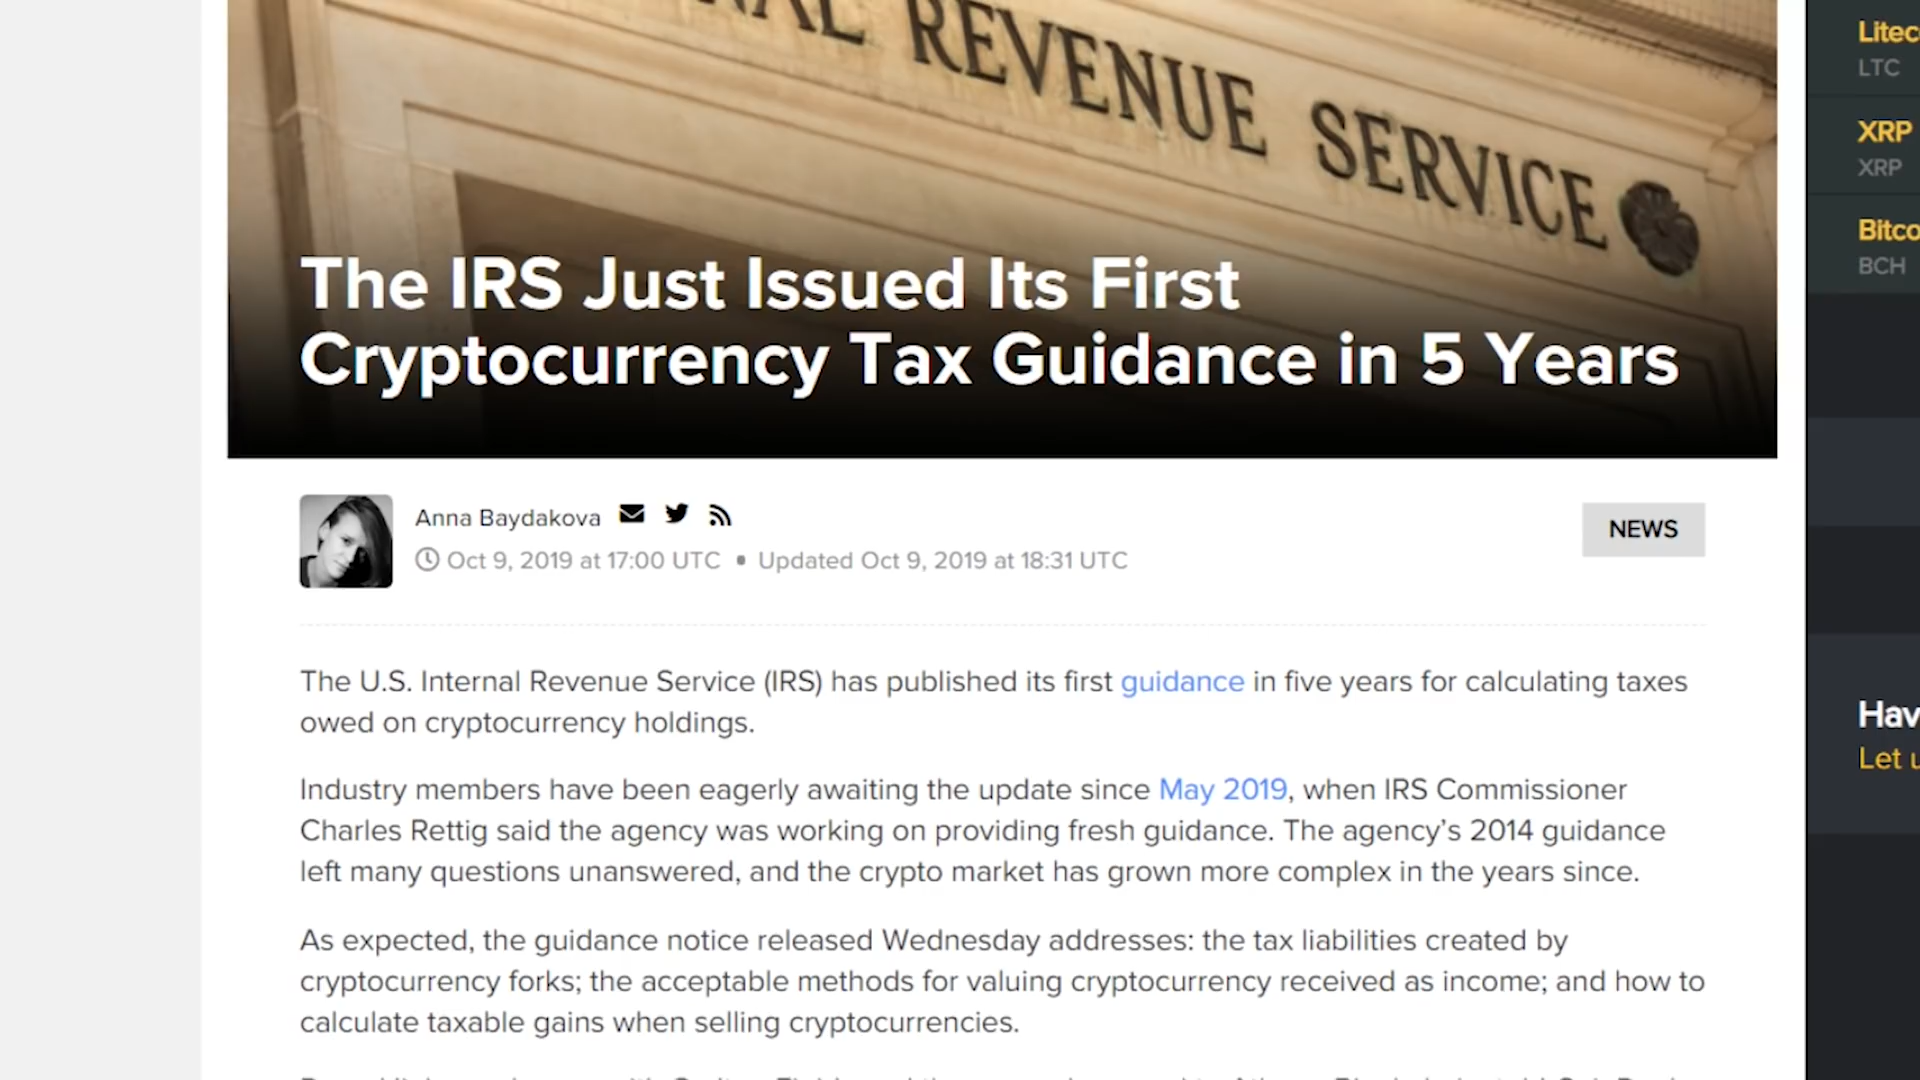 REVENUE SERVICE
The IRS Just Issued Its First
Cryptocurrency Tax Guidance in 5 Years
Anna Baydakova
Oct 9, 2019 at 17:00 UTC • Updated Oct 9, 2019 at 18:31 UTC
NEWS
The U.S. Internal Revenue Service (IRS) has published its first guidance in five years for calculating taxes
owed on cryptocurrency holdings.
Industry members have been eagerly awaiting the update since May 2019, when IRS Commissioner
Charles Rettig said the agency was working on providing fresh guidance. The agency’s 2014 guidance
left many questions unanswered, and the crypto market has grown more complex in the years since.
As expected, the guidance notice released Wednesday addresses: the tax liabilities created by
cryptocurrency forks; the acceptable methods for valuing cryptocurrency received as income; and how to
calculate taxable gains when selling cryptocurrencies.
LTC
XRP
XRP
BCH
Let